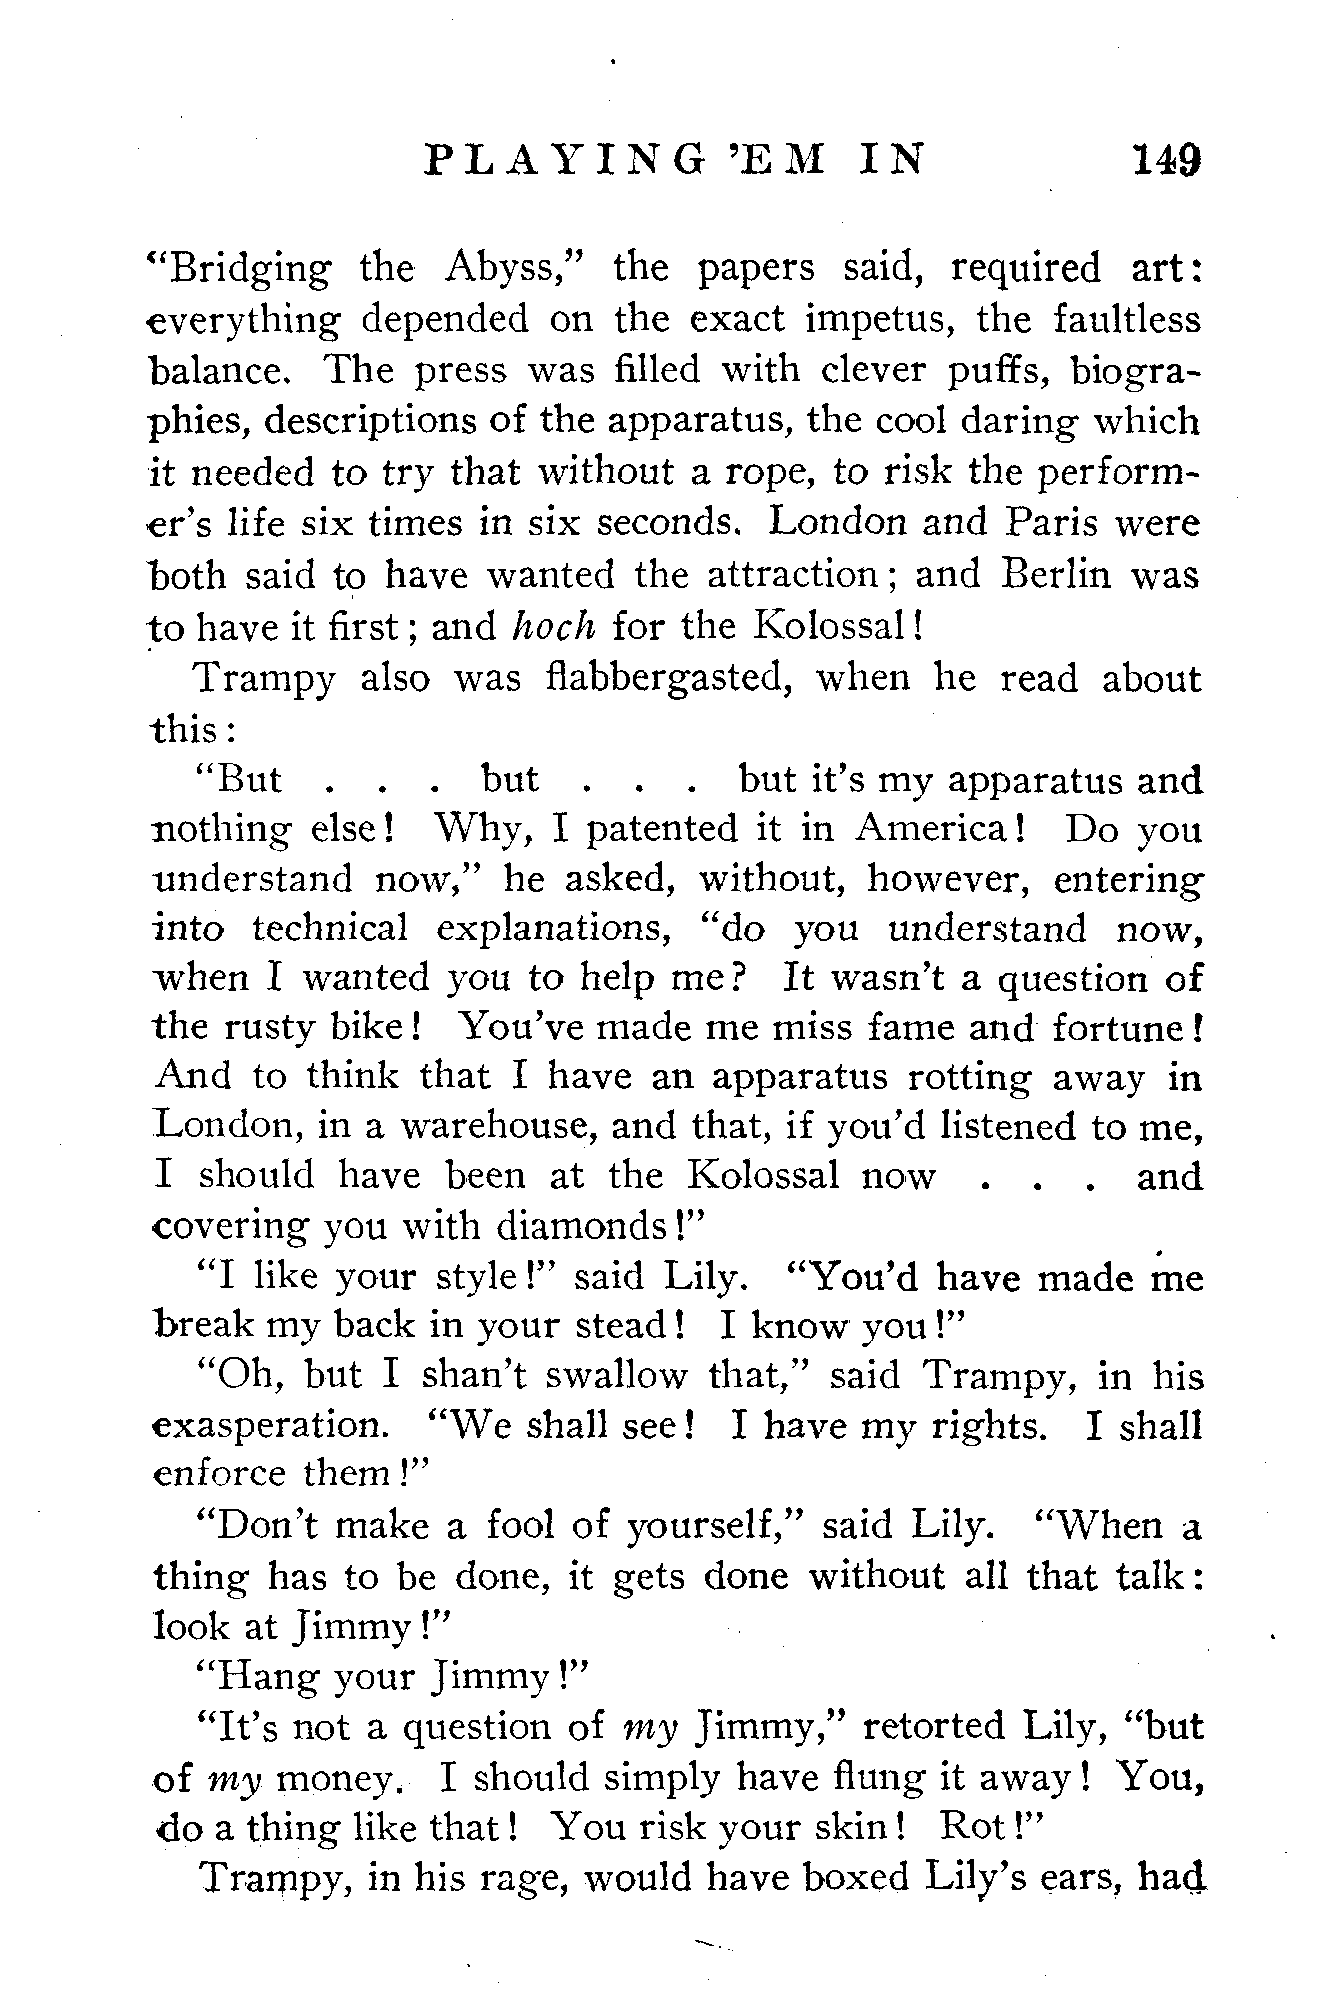 PLAYING 'EM IN 149
“Bridging the Abyss,” the papers said, required art:
everything depended on the exact impetus, the faultless
balance. The press was filled with clever puffs, biogra-
phies, descriptions of the apparatus, the cool daring which
it needed to try that without a rope, to risk the perform-
er’s life six times in six seconds. London and Paris were
both said to have wanted the attraction; and Berlin was
to have it first; and hoch for the Kolossal!
Trampy also was flabbergasted, when he read about
this:
“But . . . but . . . but it’s my apparatus and
nothing else! Why, I patented it in America! Do you
understand now,” he asked, without, however, entering
into technical explanations, “do you understand now,
when I wanted you to help me? It wasn’t a question of
the rusty bike! You’ve made me miss fame and fortune!
And to think that I have an apparatus rotting away in
London, in a warehouse, and that, if you’d listened to me,
I should have been at the Kolossal now . . . and
covering you with diamonds!”
“I like your style!” said Lily. “You’d have made me
break my back in your stead! I know you!”
“Oh, but I shan’t swallow that,” said Trampy, in his
exasperation. “We shall see! I have my rights. I shall
enforce them!”
“Don’t make a fool of yourself,” said Lily. “When a
thing has to be done, it gets done without all that talk:
look at Jimmy!”
“Hang your Jimmy!”
“It’s not a question of my Jimmy,” retorted Lily, “but
of my money. I should simply have flung it away! You,
do a thing like that! You risk your skin! Rot!”
Trampy, in his rage, would have boxed Lily’s ears, had